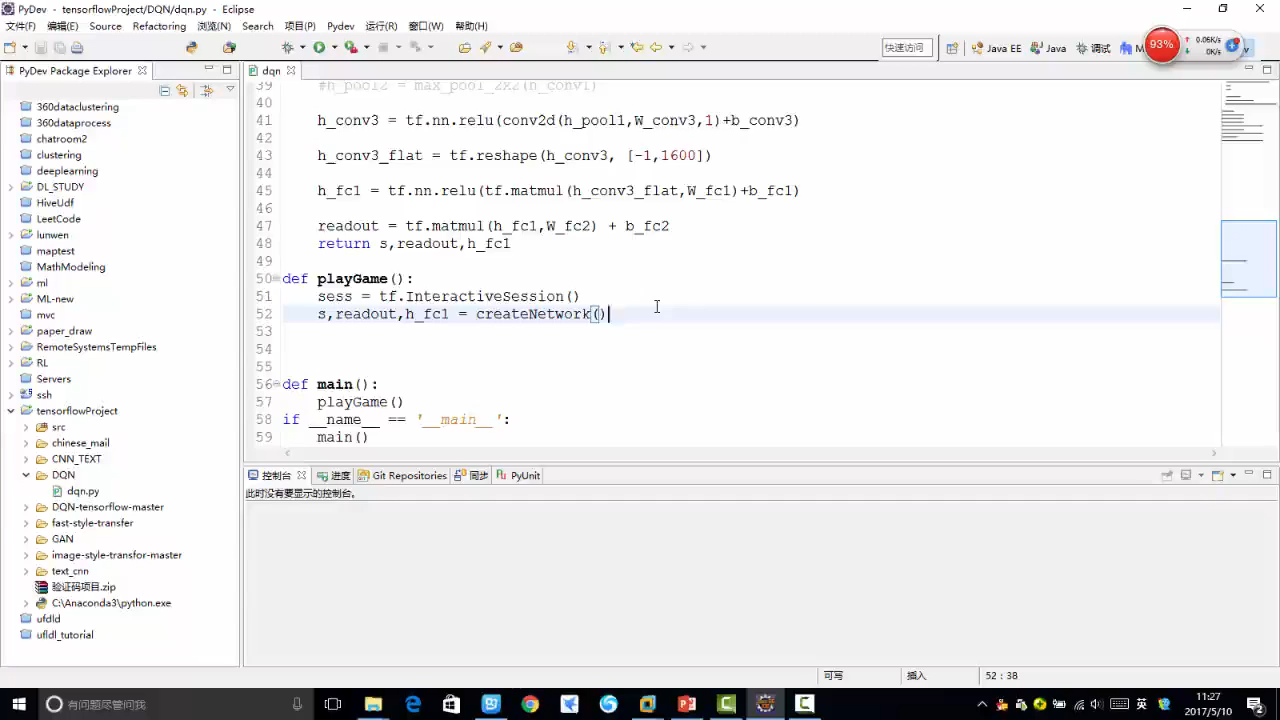 PyDev - tensorflowProject/DQN/dqn.py - Eclipse
文件(F) 编辑(E) Source Refactoring 浏览(N) Search 项目(P) Pydev 运行(R) 窗口(W) 帮助(H)
快速访问 Java EE Java 调试 93% 0.06K/s
0K/s
PyDev Package Explorer
dqn
360dataclustering
360dataprocess
chatroom2
clustering
deeplearning
DL_STUDY
HiveUdf
LeetCode
lunwen
maptest
MathModeling
ml
ML-new
mvc
paper_draw
RemoteSystemsTempFiles
RL
Servers
ssh
tensorflowProject
src
chinese_mail
CNN_TEXT
DQN
dqn.py
DQN-tensorflow-master
fast-style-transfer
GAN
image-style-transfor-master
text_cnn
验证码项目.zip
C:\Anaconda3\python.exe
ufdld
ufldl_tutorial
39 #h_pool2 = max_pool_2x2(h_conv1)
40
41 h_conv3 = tf.nn.relu(conv2d(h_pool1,W_conv3,1)+b_conv3)
42
43 h_conv3_flat = tf.reshape(h_conv3, [-1,1600])
44
45 h_fc1 = tf.nn.relu(tf.matmul(h_conv3_flat,W_fc1)+b_fc1)
46
47 readout = tf.matmul(h_fc1,W_fc2) + b_fc2
48 return s,readout,h_fc1
49
50 def playGame():
51 sess = tf.InteractiveSession()
52 s,readout,h_fc1 = createNetwork()
53
54
55
56 def main():
57 playGame()
58 if __name__ == '__main__':
59 main()
控制台 进度 Git Repositories 同步 PyUnit
此时没有要显示的控制台。
可写 插入 52 : 38
有问题尽管问我
英 11:27
2017/5/10
2